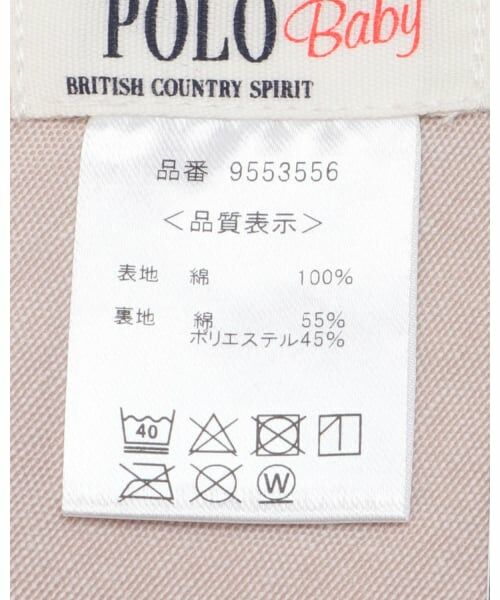 POLO Baby
BRITISH COUNTRY SPIRIT
品番 9553556
＜品質表示＞
表地 綿 100%
裏地 綿 55%
ポリエステル45%
40
W